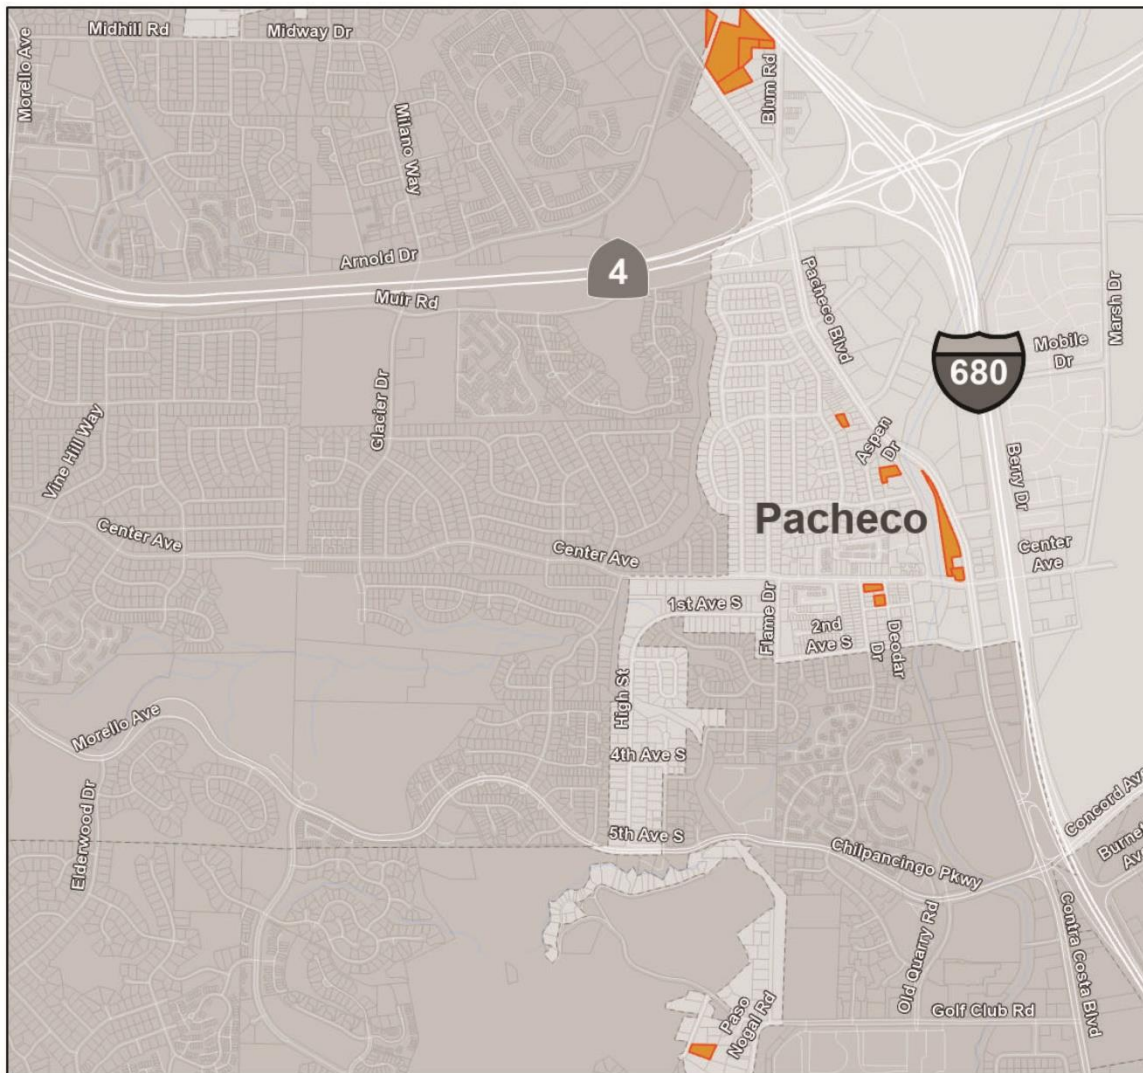 Midhill Rd
Midway Dr
Morello Ave
Milano Way
Blum Rd
Arnold Dr
4
Muir Rd
Pacheco Blvd
Marsh Dr
Mobile
Dr
680
Glacier Dr
Vine Hill Way
Aspen
Dr
Berry Dr
Pacheco
Center Ave
Center Ave
Center
Ave
1st Ave S
Flame Dr
2nd
Ave S
Deodar
Dr
High St
Morello Ave
4th Ave S
Elderwood Dr
5th Ave S
Chilpancingo Pkwy
Concord
Contra Costa Blvd
Old Quarry Rd
Paso
Nogal Rd
Golf Club Rd